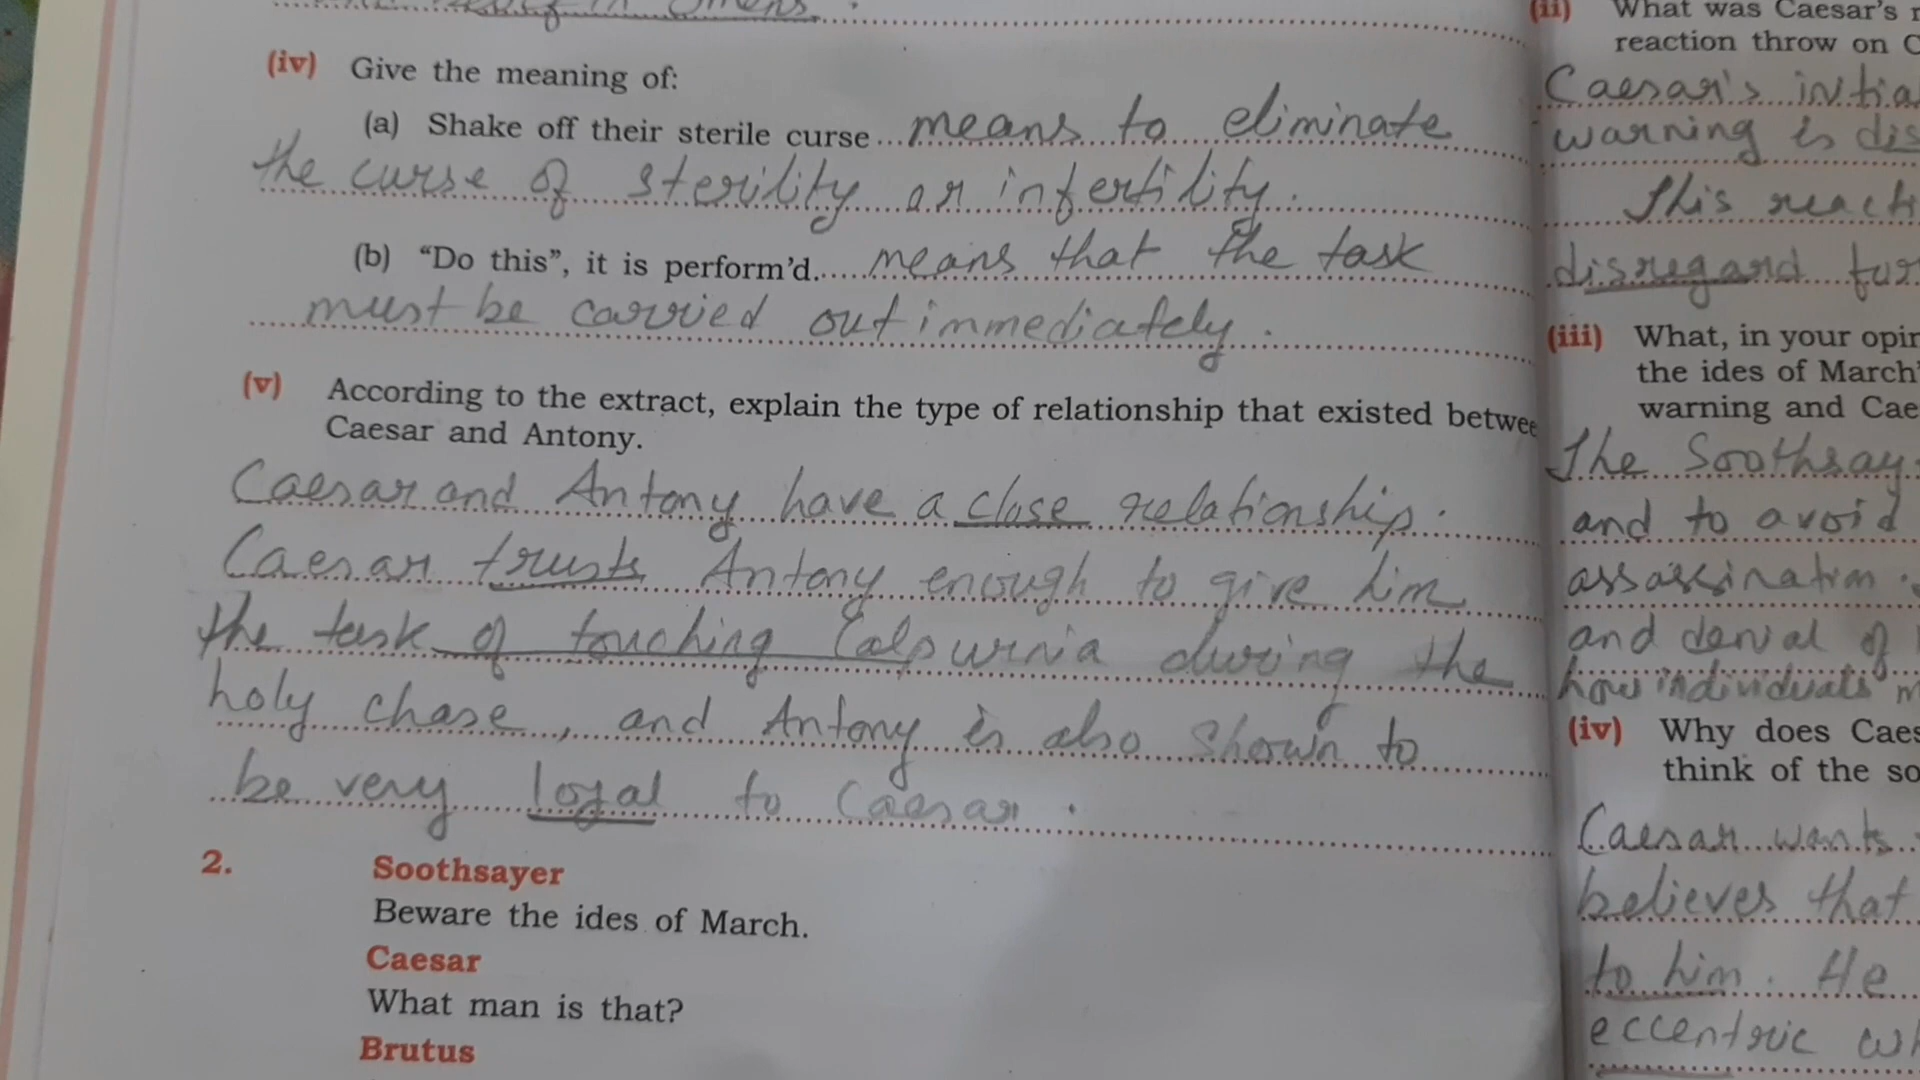 (iv) Give the meaning of:
(a) Shake off their sterile curse means to eliminate
the curse of sterility or infertility.
(b) “Do this”, it is perform’d. means that the task
must be carried out immediately.
(v) According to the extract, explain the type of relationship that existed betwee
Caesar and Antony.
Caesar and Antony have a close relationship.
Caesar trusts Antony enough to give him
the task of touching Calpurnia during the
holy chase, and Antony is also shown to
be very loyal to Caesar.
2. Soothsayer
Beware the ides of March.
Caesar
What man is that?
Brutus
(ii) What was Caesar’s
reaction throw on
Caesar's initia
warning is dis
This react
disregard for
(iii) What, in your opin
the ides of March’
warning and Cae
The Soothsay
and to avoid
assassination.
and denial of
how individuals
(iv) Why does Caes
think of the so
Caesar wants
believes that
to him. He
eccentric wh